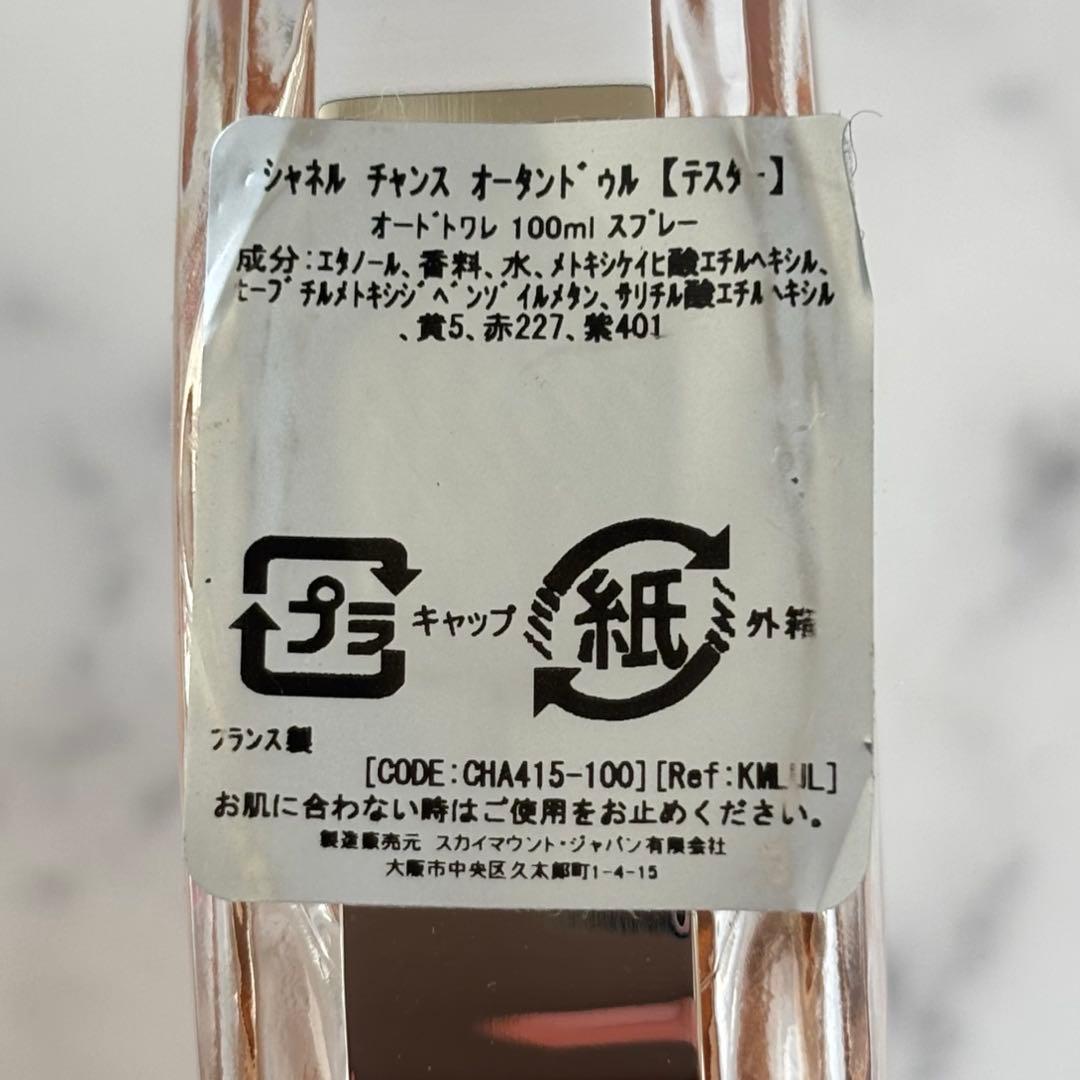 シャネル チャンス オータンドゥル【テスター】
オードトワレ 100ml スプレー
成分:エタノール、香料、水、メトキシケイヒ酸エチルヘキシル、
t-ブチルメトキシジベンゾイルメタン、サリチル酸エチルヘキシル
、黄5、赤227、紫401
プラ キャップ 紙 外箱
フランス製
[CODE:CHA415-100][Ref:
お肌に合わない時はご使用をお止めください。
製造販売元 スカイマウント・ジャパン有限会社
大阪市中央区久太郎町1-4-15